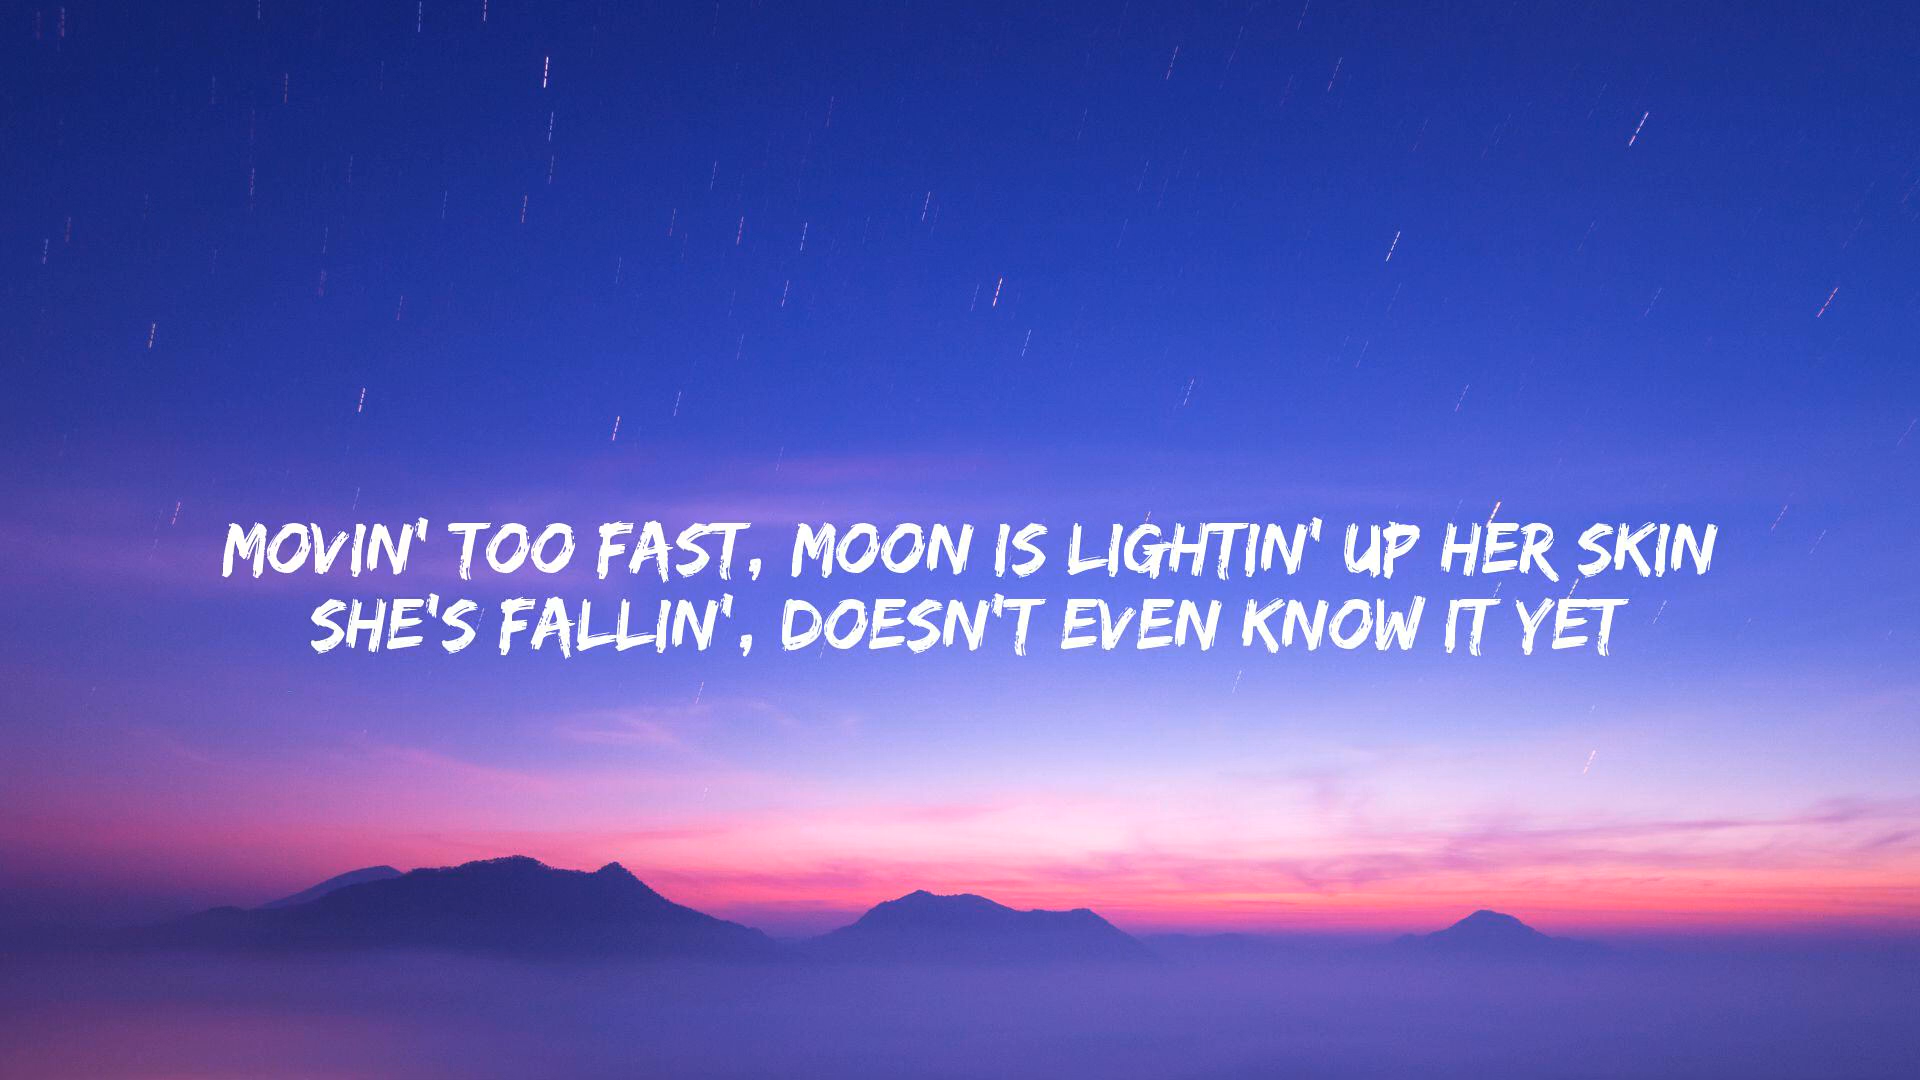 MOVIN' TOO FAST, MOON IS LIGHTIN' UP HER SKIN
SHE'S FALLIN', DOESN'T EVEN KNOW IT YET